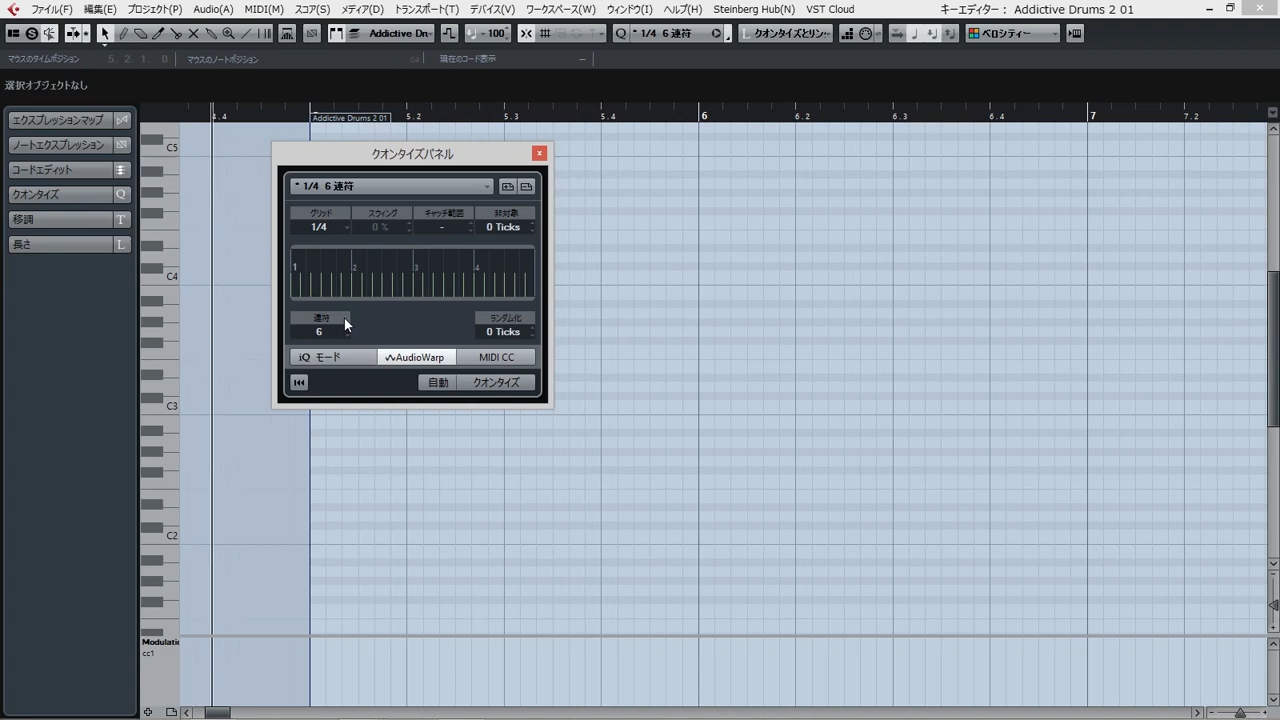 ファイル(F) 編集(E) プロジェクト(P) Audio(A) MIDI(M) スコア(S) メディア(D) トランスポート(T) デバイス(V) ワークスペース(W) ウィンドウ(I) ヘルプ(H) Steinberg Hub(N) VST Cloud キーエディター： Addictive Drums 2 01
Addictive Dn 100 Q * 1/4 6 連符 L クオンタイズとリン ベロシティー
マウスのタイムポジション 5. 2. 1. 0 マウスのノートポジション G4 現在のコード表示 –
選択オブジェクトなし
エクスプレッションマップ
ノートエクスプレッション
コードエディット
クオンタイズ Q
移調 T
長さ L
4.4 5.2 5.3 5.4 6 6.2 6.3 6.4 7 7.2
Addictive Drums 2 01
C5
C4
C3
C2
クオンタイズパネル x
* 1/4 6 連符
グリッド スウィング キャッチ範囲 非対象
1/4 0 % - 0 Ticks
1 2 3 4
連符 ランダム化
6 0 Ticks
iQ モード AudioWarp MIDI CC
自動 クオンタイズ
Modulatic
cc1